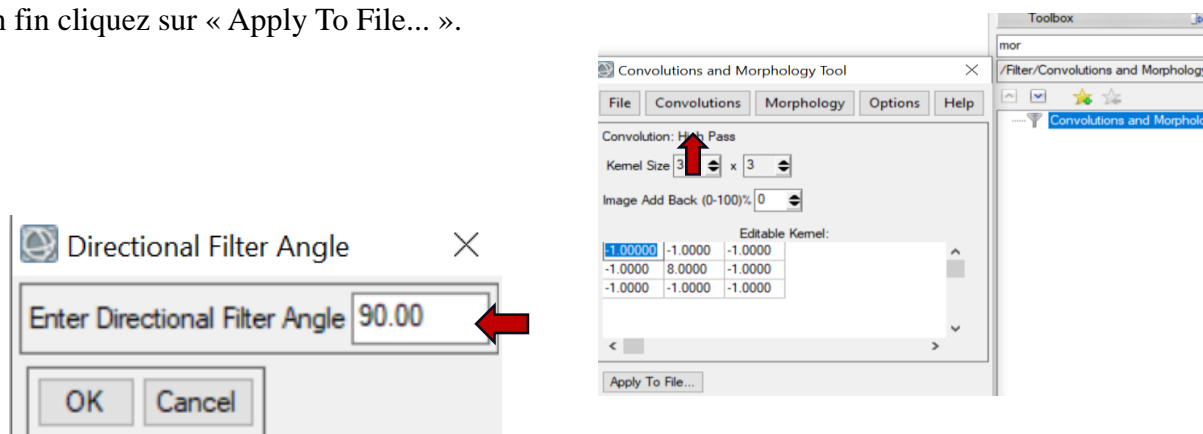 n fin cliquez sur « Apply To File... ».
Toolbox
mor
/Filter/Convolutions and Morphology
Convolutions and Morpholo
Convolutions and Morphology Tool
File Convolutions Morphology Options Help
Convolution: High Pass
Kernel Size 3 x 3
Image Add Back (0-100)% 0
Editable Kernel:
-1.00000 -1.0000 -1.0000
-1.0000 8.0000 -1.0000
-1.0000 -1.0000 -1.0000
Apply To File...
Directional Filter Angle
Enter Directional Filter Angle 90.00
OK Cancel